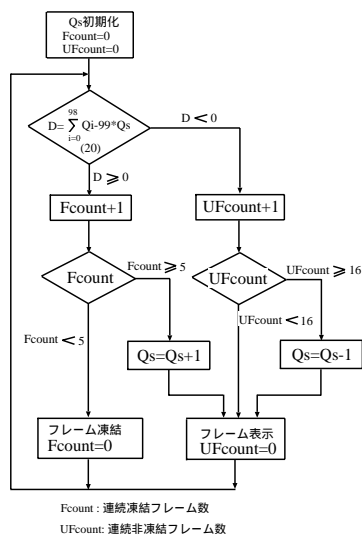 Qs初期化
Fcount=0
UFcount=0
D= 98 ∑ i=0 Qi-99*Qs
(20)
D < 0
D ≧ 0
Fcount+1
UFcount+1
Fcount
Fcount ≧ 5
UFcount
UFcount ≧ 16
Fcount < 5
UFcount < 16
Qs=Qs+1
Qs=Qs-1
フレーム凍結
Fcount=0
フレーム表示
UFcount=0
Fcount : 連続凍結フレーム数
UFcount: 連続非凍結フレーム数